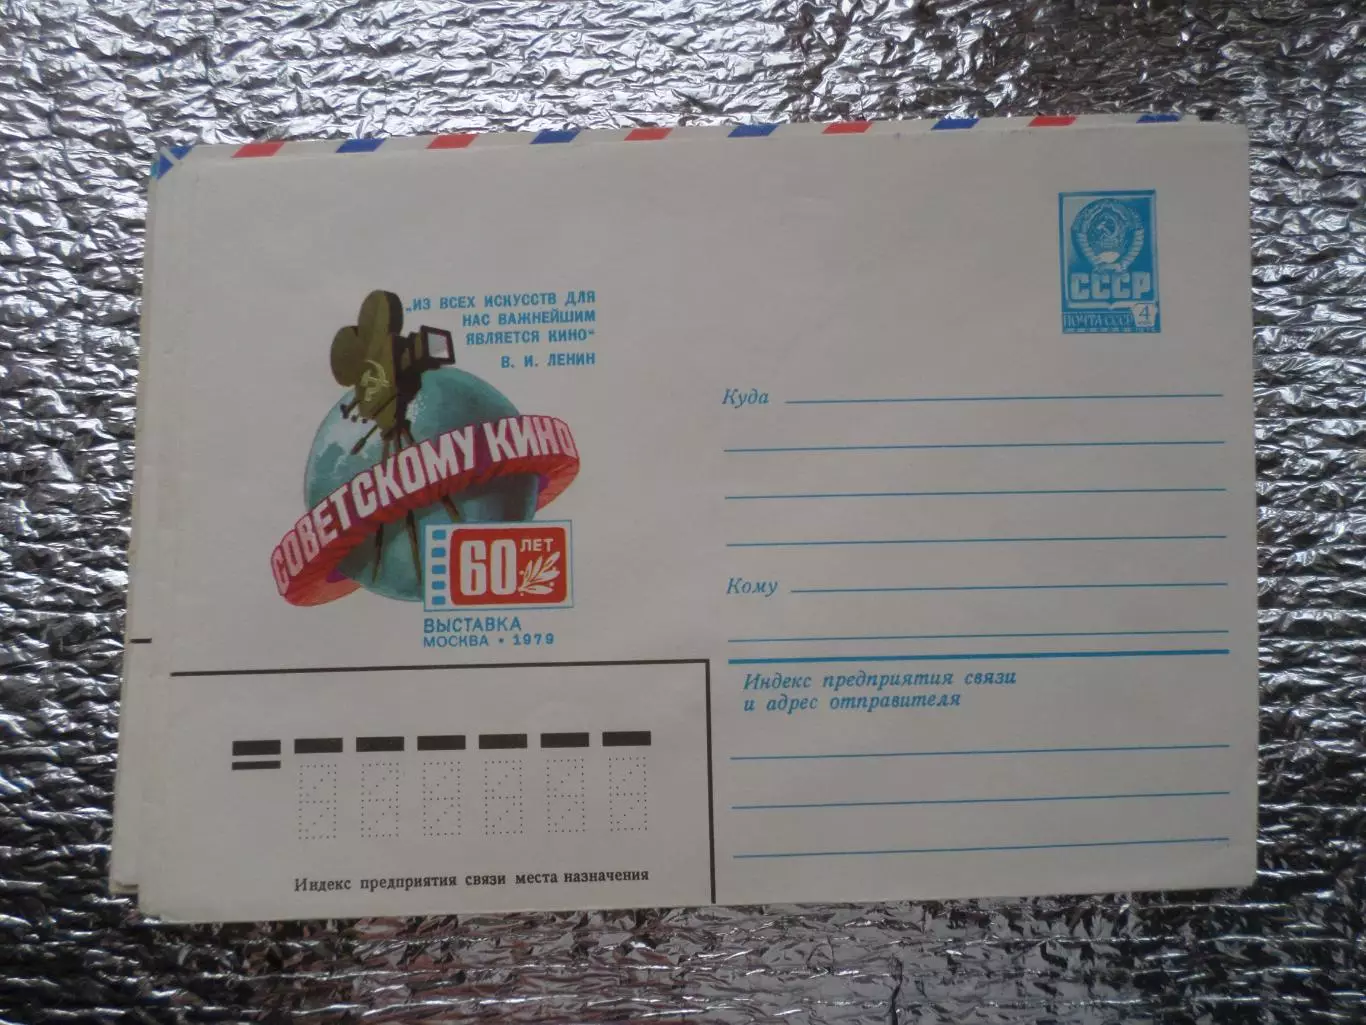 „ИЗ ВСЕХ ИСКУССТВ ДЛЯ
НАС ВАЖНЕЙШИМ
ЯВЛЯЕТСЯ КИНО“
В. И. ЛЕНИН
СОВЕТСКОМУ КИНО
60 ЛЕТ
ВЫСТАВКА
МОСКВА • 1979
СССР
ПОЧТА СССР 4
Куда
Кому
Индекс предприятия связи
и адрес отправителя
Индекс предприятия связи места назначения